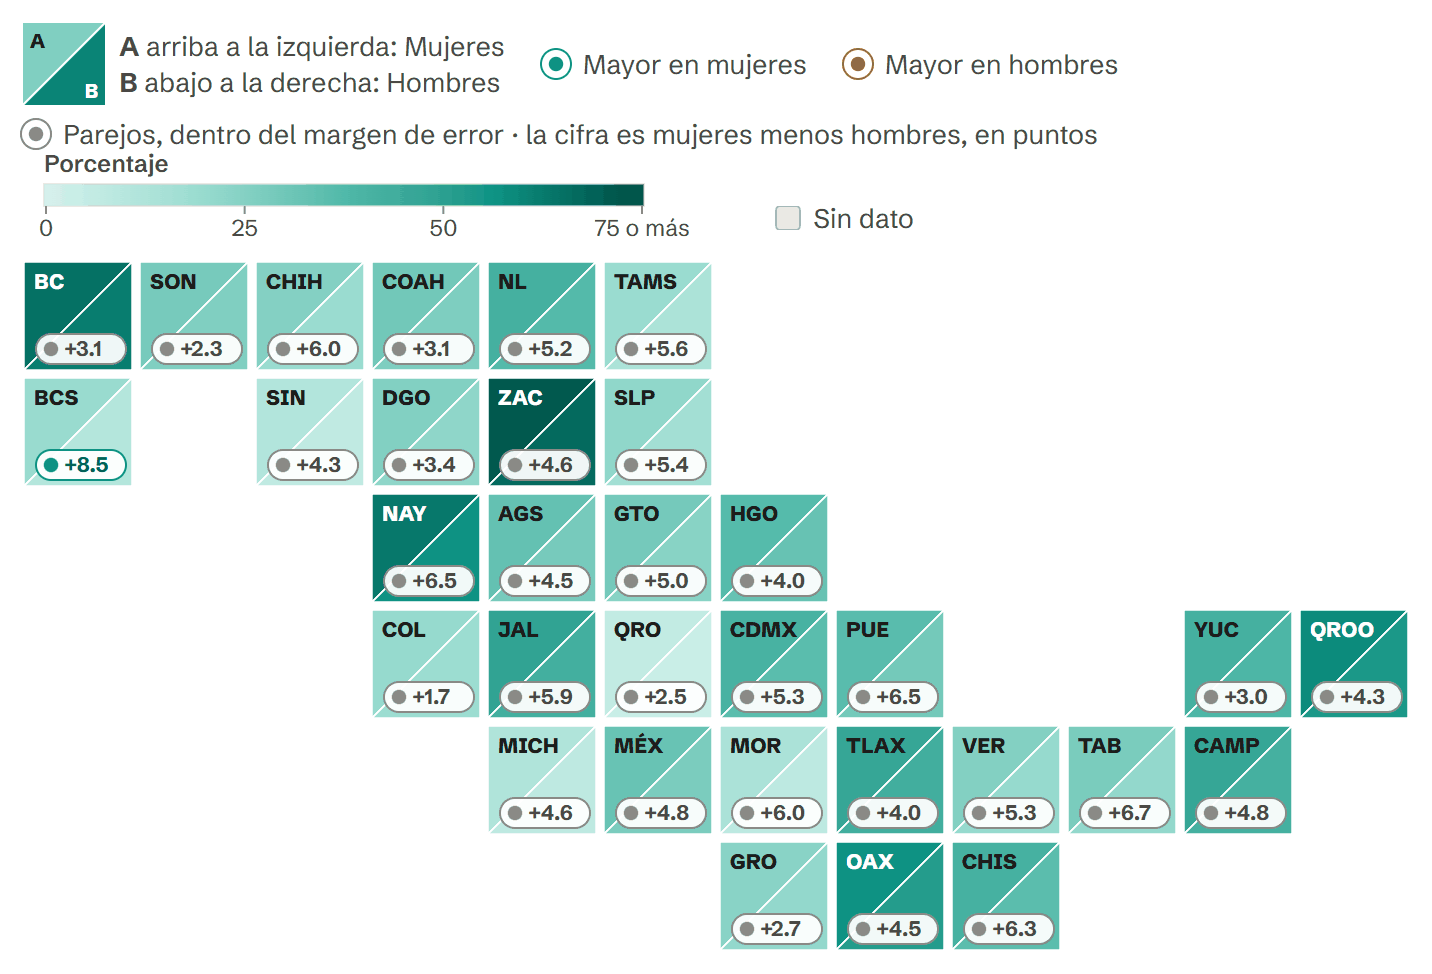 A
B
A arriba a la izquierda: Mujeres
B abajo a la derecha: Hombres
Mayor en mujeres
Mayor en hombres
Parejos, dentro del margen de error · la cifra es mujeres menos hombres, en puntos
Porcentaje
0 25 50 75 o más
Sin dato
BC SON CHIH COAH NL TAMS
+3.1 +2.3 +6.0 +3.1 +5.2 +5.6
BCS SIN DGO ZAC SLP
+8.5 +4.3 +3.4 +4.6 +5.4
NAY AGS GTO HGO
+6.5 +4.5 +5.0 +4.0
COL JAL QRO CDMX PUE YUC QROO
+1.7 +5.9 +2.5 +5.3 +6.5 +3.0 +4.3
MICH MÉX MOR TLAX VER TAB CAMP
+4.6 +4.8 +6.0 +4.0 +5.3 +6.7 +4.8
GRO OAX CHIS
+2.7 +4.5 +6.3